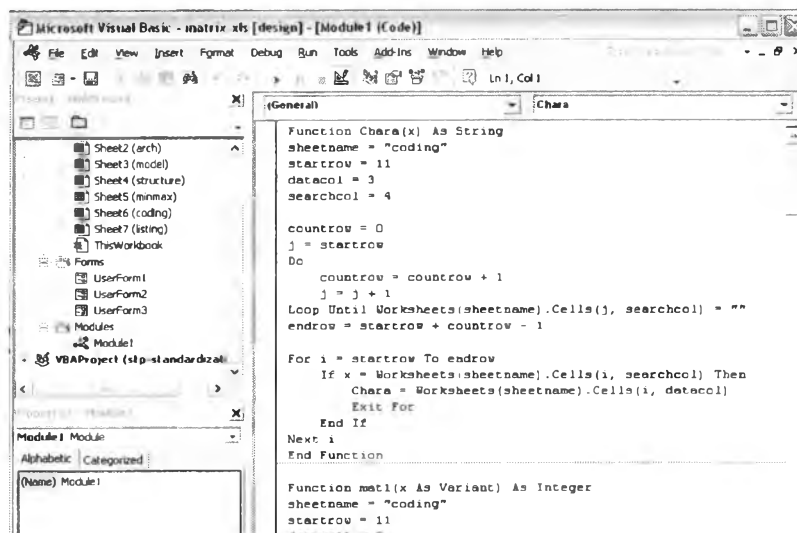 Microsoft Visual Basic - matrix xls [design] - [Module1 (Code)]
File Edit View Insert Format Debug Run Tools Add-Ins Window Help
Ln 1, Col 1
(General) Chara
Sheet2 (arch)
Sheet3 (model)
Sheet4 (structure)
Sheet5 (minmax)
Sheet6 (coding)
Sheet7 (listing)
ThisWorkbook
Forms
UserForm1
UserForm2
UserForm3
Modules
Module1
VBAProject (stp-standardizati
Module1 Module
Alphabetic Categorized
(Name) Module1
Function Chara(x) As String
sheetname = "coding"
startrow = 11
datacol = 3
searchcol = 4
countrow = 0
j = startrow
Do
countrow = countrow + 1
j = j + 1
Loop Until Worksheets(sheetname).Cells(j, searchcol) = ""
endrow = startrow + countrow - 1
For i = startrow To endrow
If x = Worksheets(sheetname).Cells(i, searchcol) Then
Chara = Worksheets(sheetname).Cells(i, datacol)
Exit For
End If
Next i
End Function
Function mat1(x As Variant) As Integer
sheetname = "coding"
startrow = 11